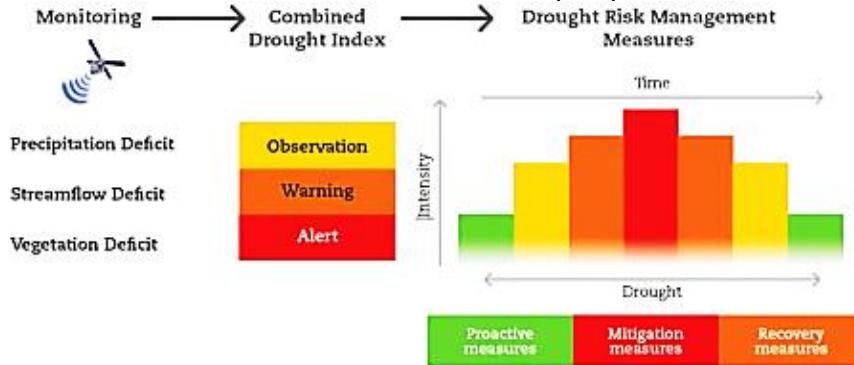 Monitoring
Combined
Drought Index
Drought Risk Management
Measures
Time
Precipitation Deficit
Streamflow Deficit
Vegetation Deficit
Observation
Warning
Alert
Intensity
Drought
Proactive
measures
Mitigation
measures
Recovery
measures